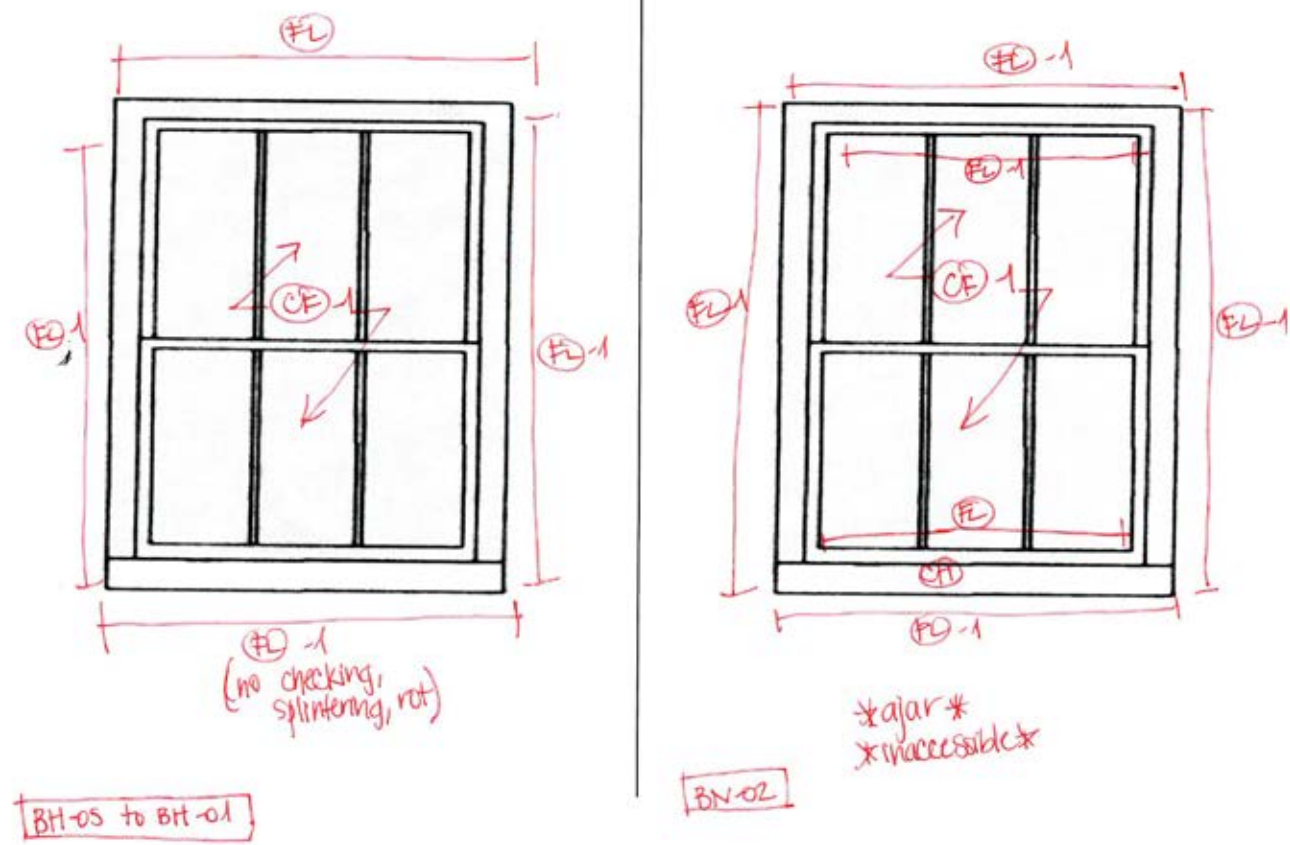 FL
FL-1
FL-1
CF-1
FL-1
(no checking,
splintering, rot)
BH-05 to BH-01
FL-1
FL-1
FL-1
CF-1
FL-1
FL
FL-1
*ajar*
*inaccessible*
BN-02